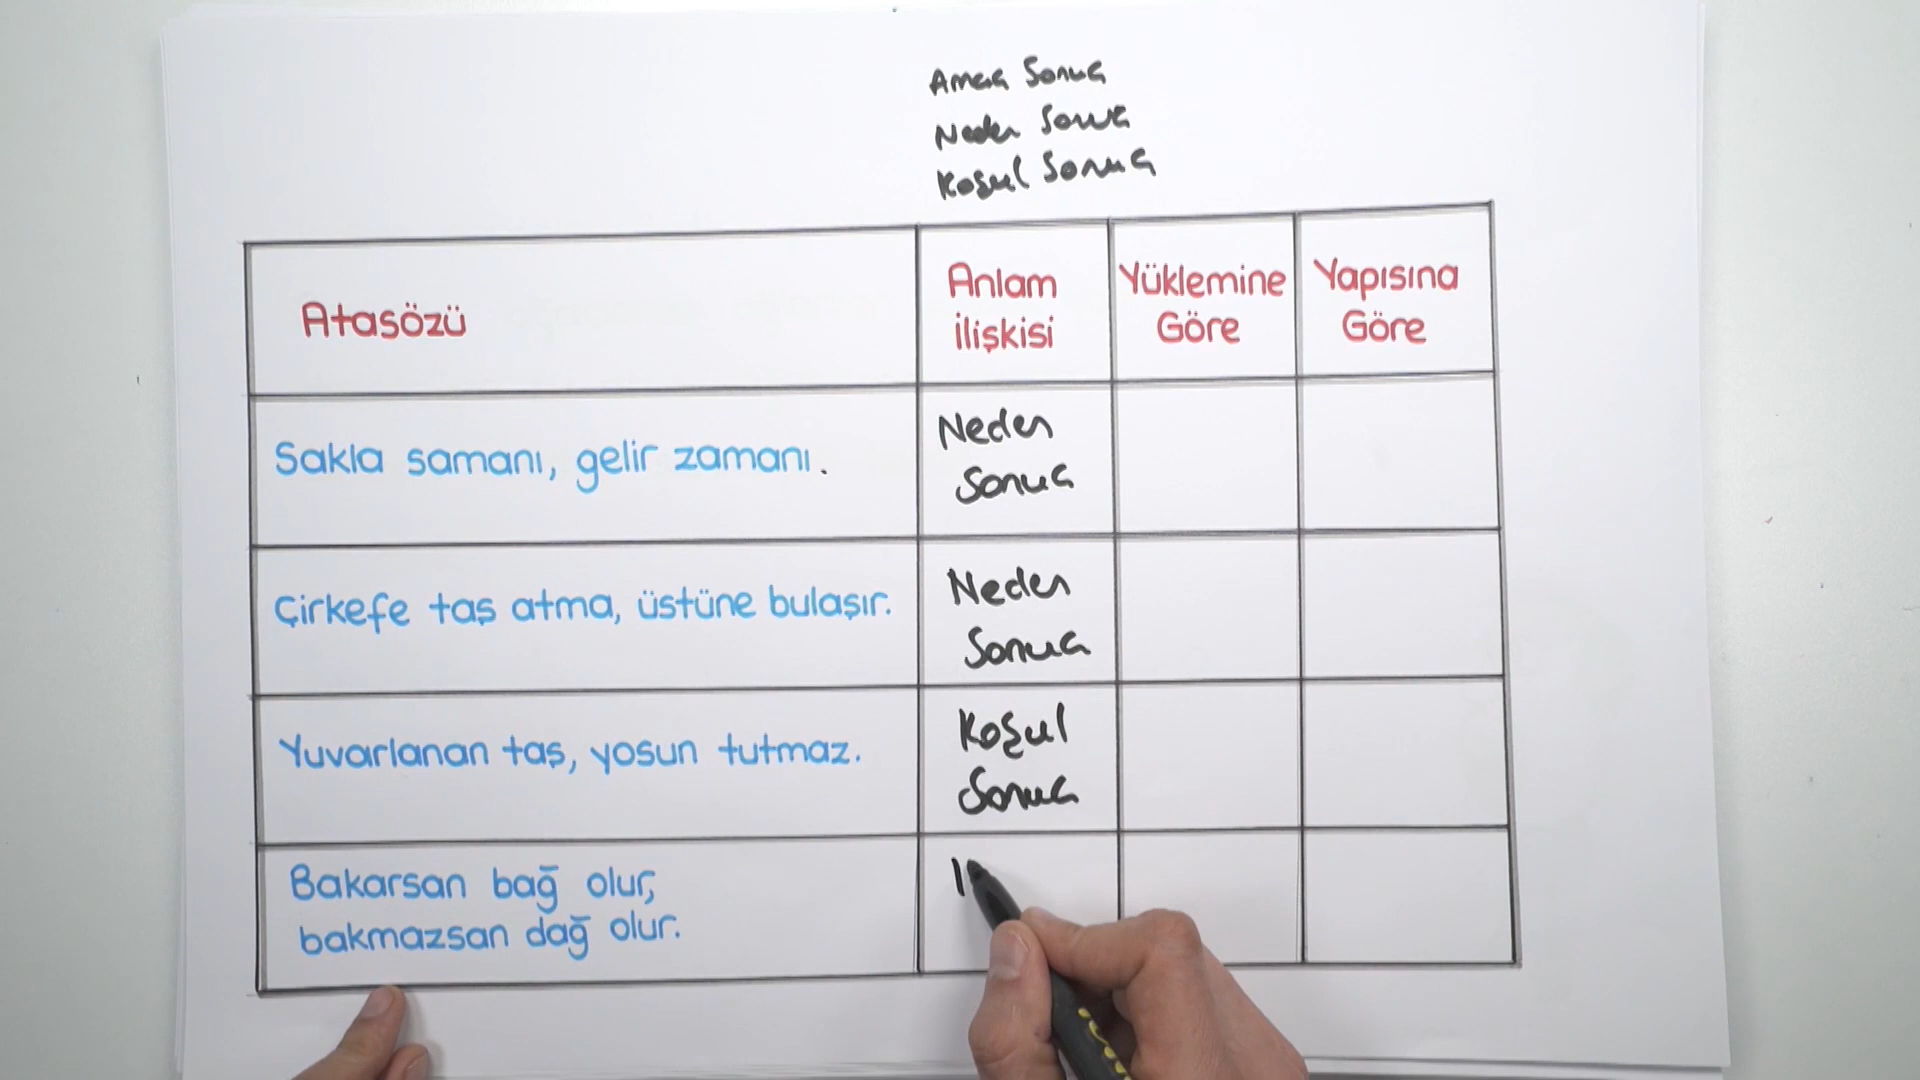 Amaç Sonuç
Neden Sonuç
Koşul Sonuç
Atasözü
Anlam İlişkisi
Yüklemine Göre
Yapısına Göre
Sakla samanı, gelir zamanı.
Neden
Sonuç
Çirkefe taş atma, üstüne bulaşır.
Neden
Sonuç
Yuvarlanan taş, yosun tutmaz.
Koşul
Sonuç
Bakarsan bağ olur,
bakmazsan dağ olur.